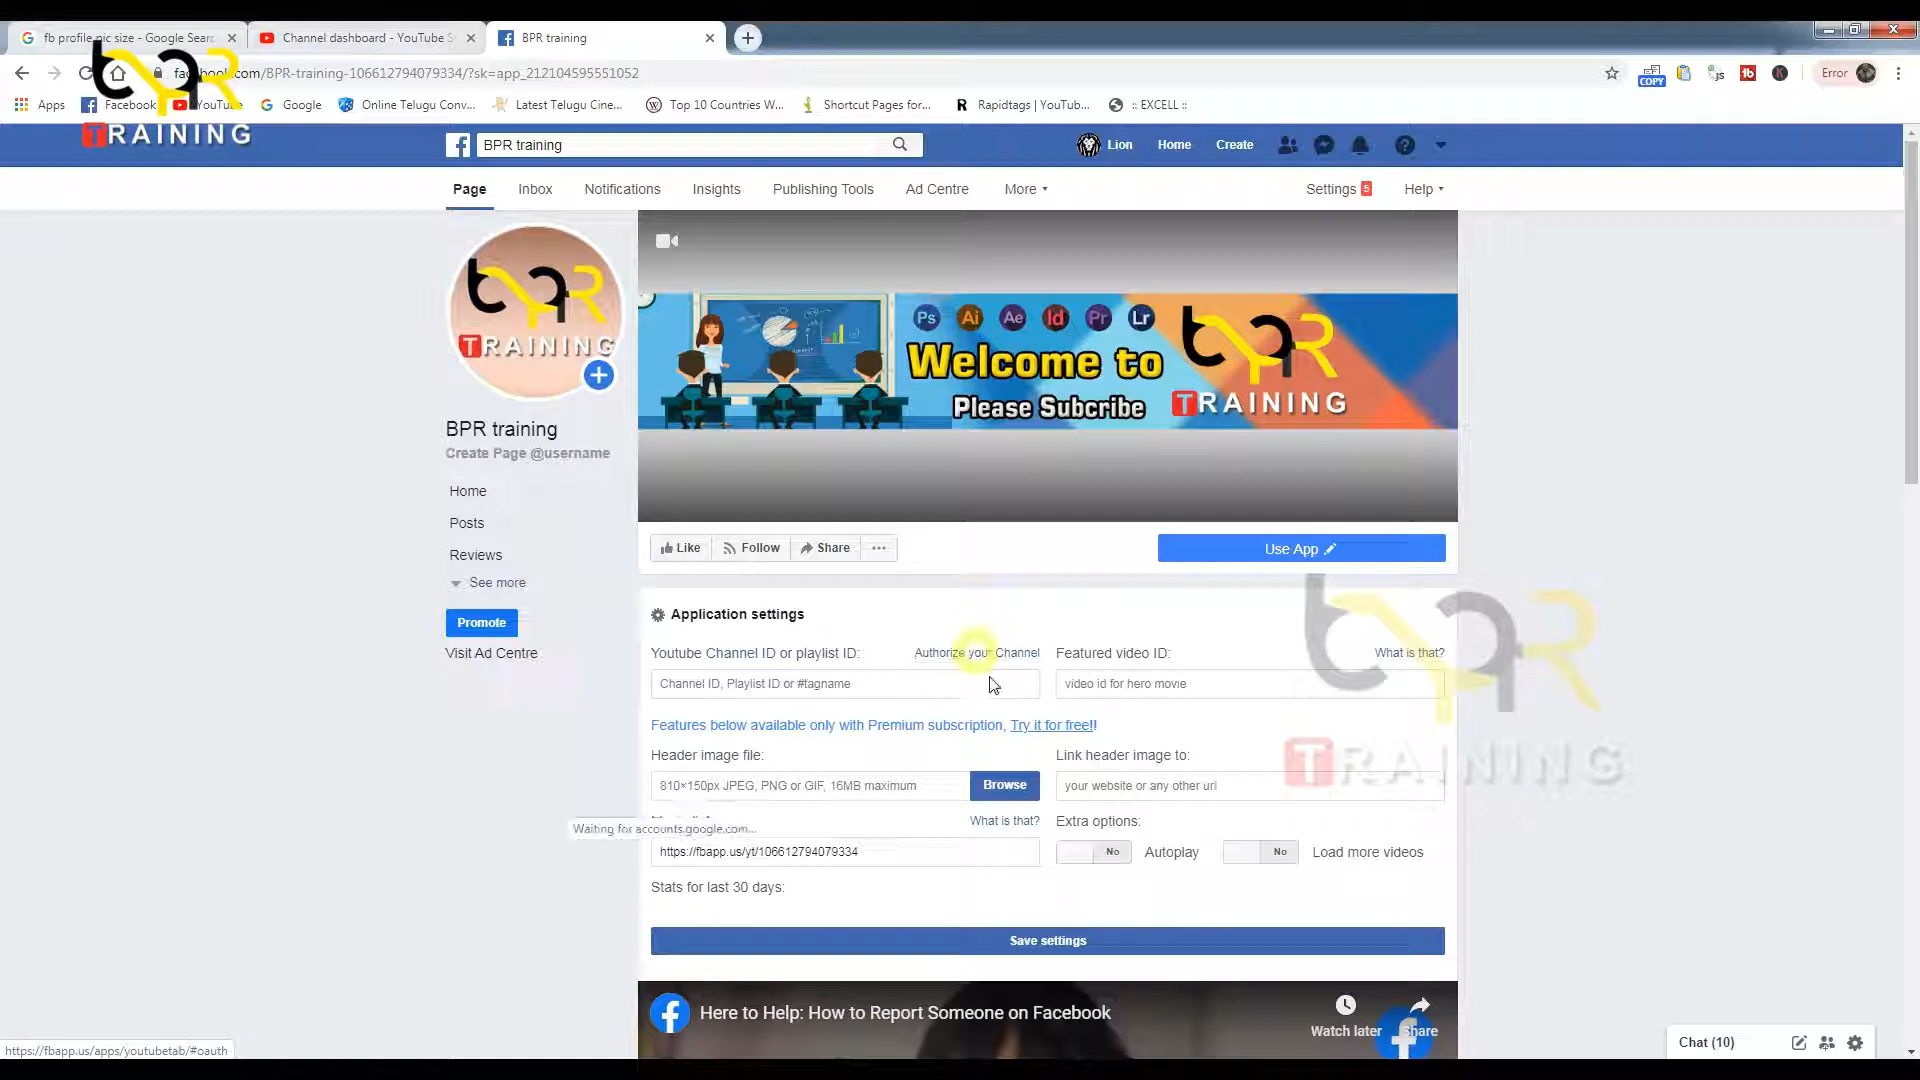 fb profile pic size - Google Searc
Channel dashboard - YouTube S
BPR training
facebook.com/BPR-training-106612794079334/?sk=app_212104595551052
Error
Apps
Facebook
YouTube
Google
Online Telugu Conv...
Latest Telugu Cine...
Top 10 Countries W...
Shortcut Pages for...
Rapidtags | YouTub...
:: EXCELL ::
COPY
TRAINING
BPR training
Lion
Home
Create
Page
Inbox
Notifications
Insights
Publishing Tools
Ad Centre
More
Settings 5
Help
TRAINING
Ps Ai Ae Id Pr Lr
Welcome to
Please Subcribe
TRAINING
BPR training
Create Page @username
Home
Posts
Reviews
See more
Promote
Visit Ad Centre
Like
Follow
Share
Use App
Application settings
Youtube Channel ID or playlist ID:
Authorize your Channel
Featured video ID:
What is that?
Channel ID, Playlist ID or #tagname
video id for hero movie
Features below available only with Premium subscription, Try it for free!!
Header image file:
Link header image to:
810×150px JPEG, PNG or GIF, 16MB maximum
Browse
your website or any other url
TRAINING
Waiting for accounts.google.com...
What is that?
Extra options:
https://fbapp.us/yt/106612794079334
No
Autoplay
No
Load more videos
Stats for last 30 days:
Save settings
Here to Help: How to Report Someone on Facebook
Watch later
Share
Chat (10)
https://fbapp.us/apps/youtubetab/#oauth